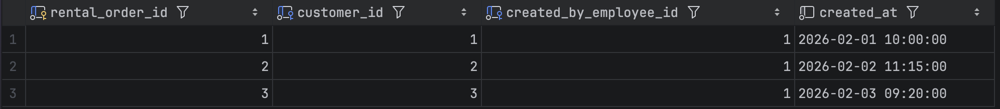 rental_order_id customer_id created_by_employee_id created_at
1 1 1 1 2026-02-01 10:00:00
2 2 2 1 2026-02-02 11:15:00
3 3 3 1 2026-02-03 09:20:00